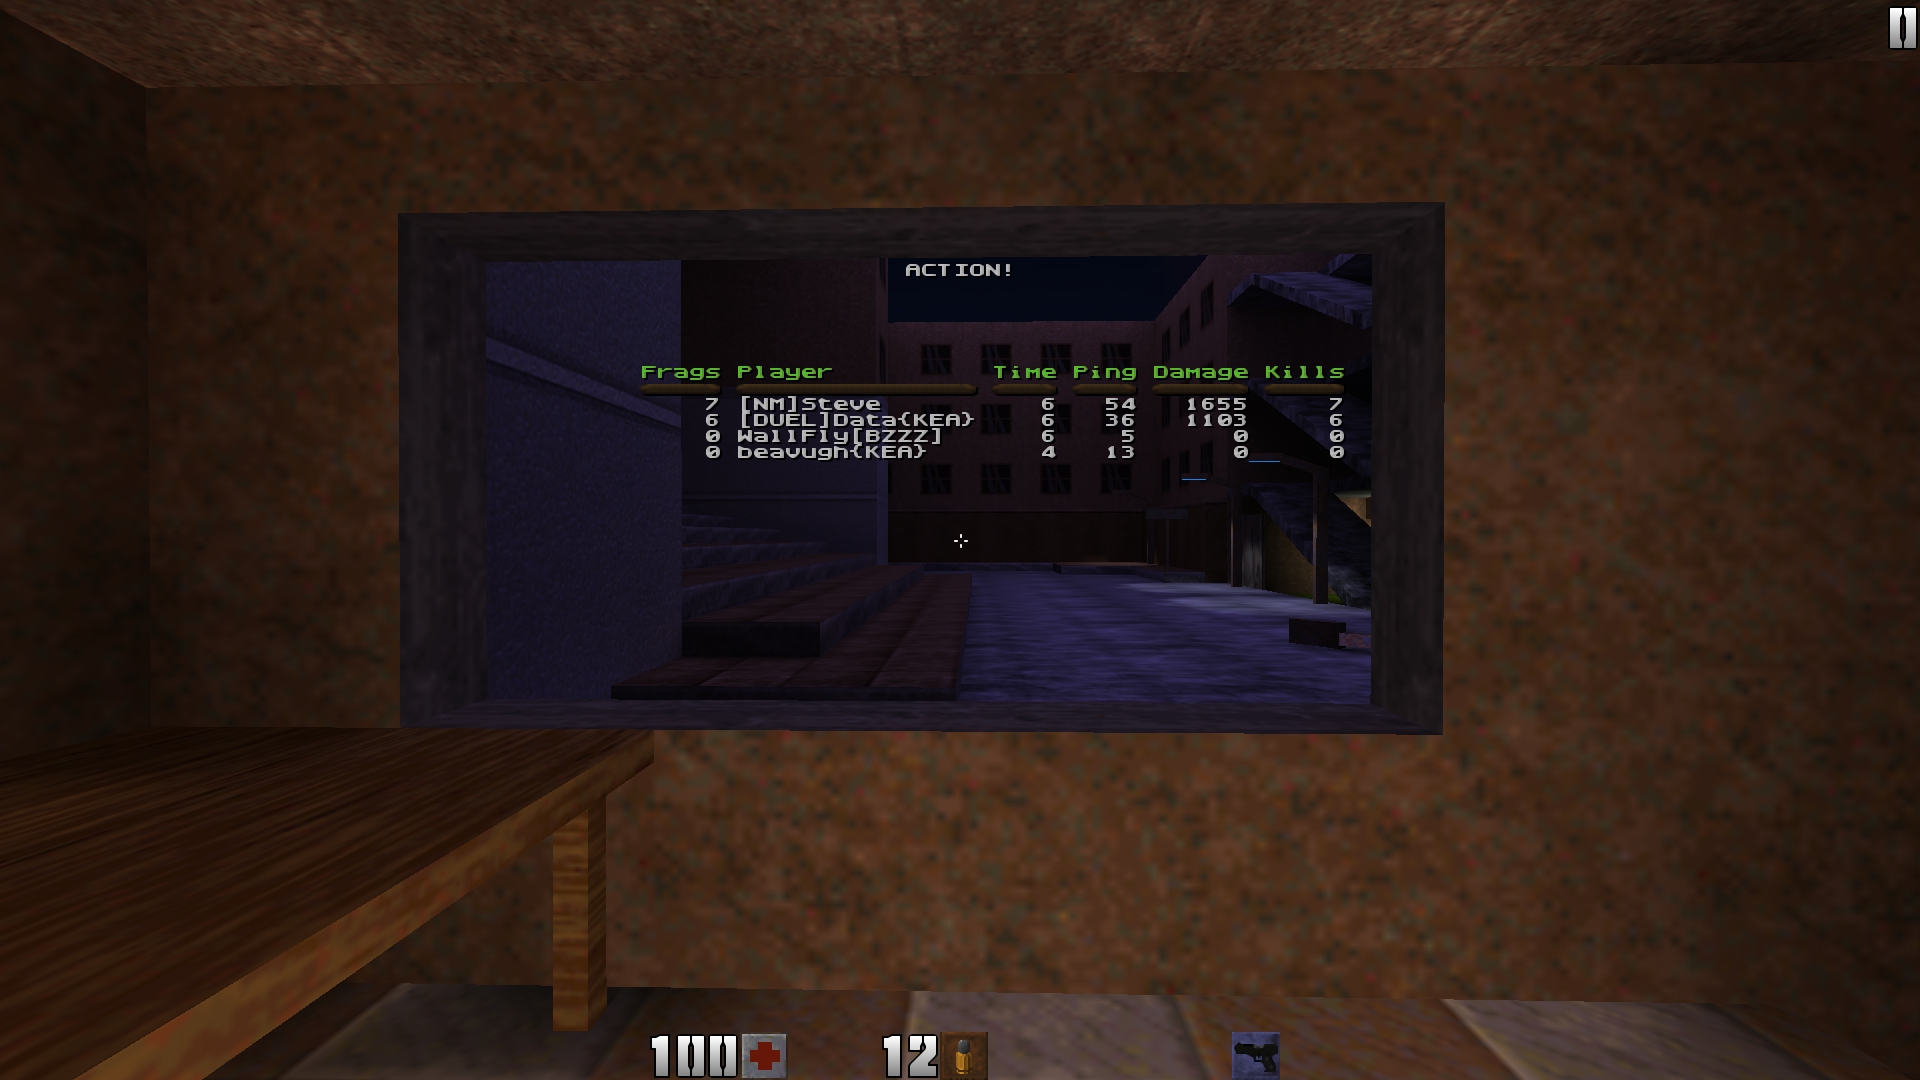 0
ACTION!
Frags Player Time Ping Damage Kills
7 [NM]Steve 6 54 1655 7
6 [DUEL]Data{KEA} 6 36 1103 6
0 WallFly[BZZZ] 6 5 0 0
0 beavugh{KEA} 4 13 0 0
100 12